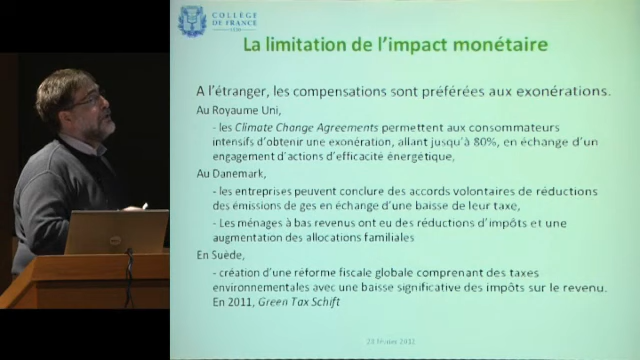 COLLÈGE
DE FRANCE
1530
La limitation de l'impact monétaire
A l'étranger, les compensations sont préférées aux exonérations.
Au Royaume Uni,
- les Climate Change Agreements permettent aux consommateurs
intensifs d'obtenir une exonération, allant jusqu'à 80%, en échange d'un
engagement d'actions d'efficacité énergétique,
Au Danemark,
- les entreprises peuvent conclure des accords volontaires de réductions
des émissions de ges en échange d'une baisse de leur taxe,
- Les ménages à bas revenus ont eu des réductions d'impôts et une
augmentation des allocations familiales
En Suède,
- création d'une réforme fiscale globale comprenant des taxes
environnementales avec une baisse significative des impôts sur le revenu.
En 2011, Green Tax Schift
23 février 2012